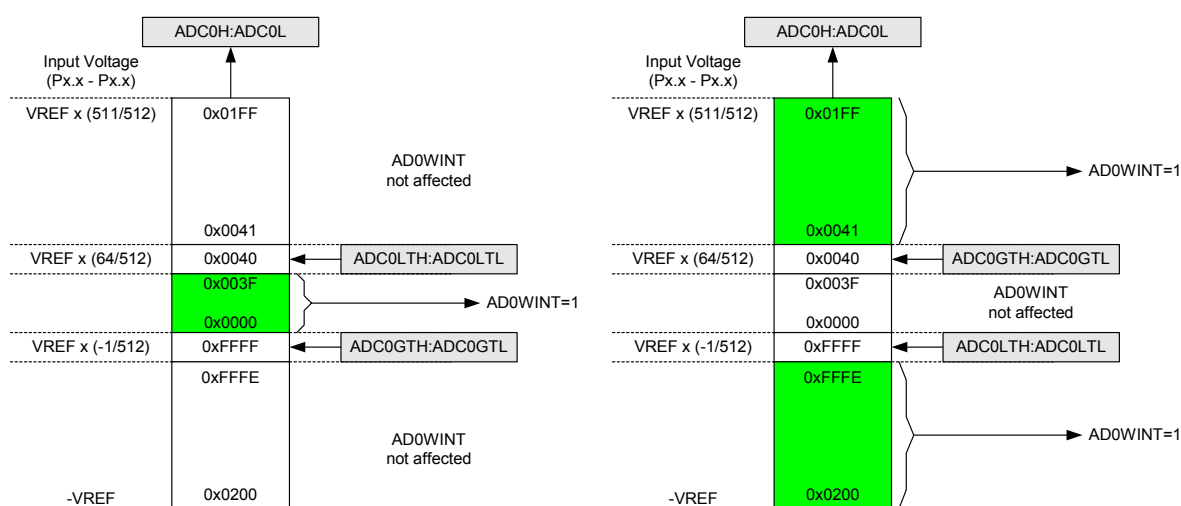 ADC0H:ADC0L
Input Voltage
(Px.x - Px.x)
VREF x (511/512)
0x01FF
AD0WINT
not affected
0x0041
VREF x (64/512)
0x0040
ADC0LTH:ADC0LTL
0x003F
AD0WINT=1
0x0000
VREF x (-1/512)
0xFFFF
ADC0GTH:ADC0GTL
0xFFFE
AD0WINT
not affected
-VREF
0x0200
ADC0H:ADC0L
Input Voltage
(Px.x - Px.x)
VREF x (511/512)
0x01FF
AD0WINT=1
0x0041
VREF x (64/512)
0x0040
ADC0GTH:ADC0GTL
0x003F
AD0WINT
not affected
0x0000
VREF x (-1/512)
0xFFFF
ADC0LTH:ADC0LTL
0xFFFE
AD0WINT=1
-VREF
0x0200